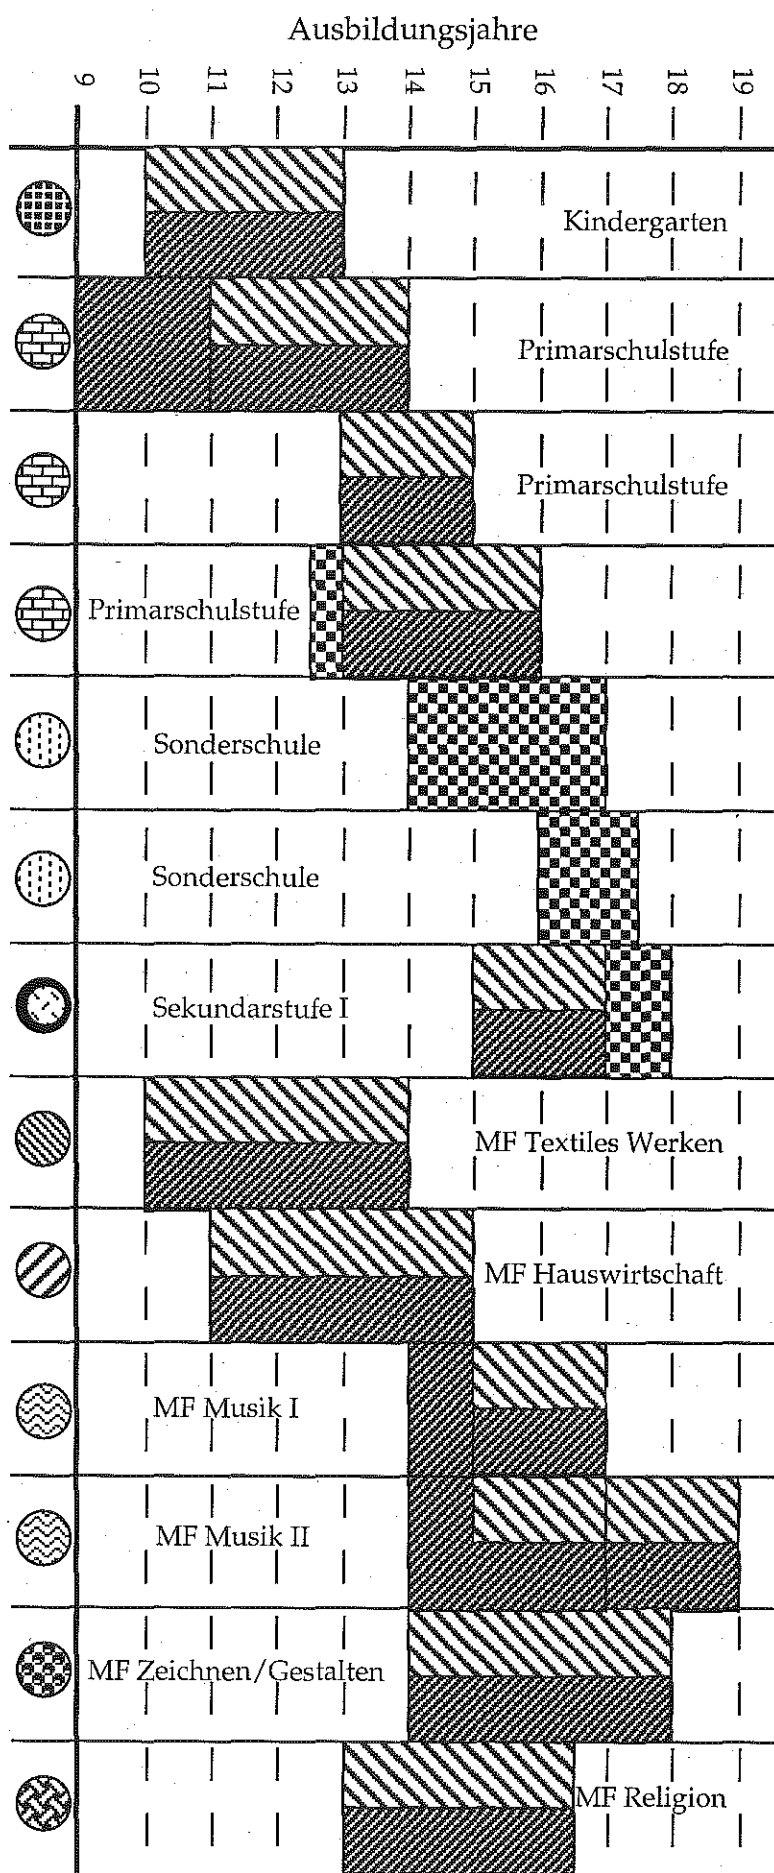 Ausbildungsjahre
9 10 11 12 13 14 15 16 17 18 19
Kindergarten
Primarschulstufe
Primarschulstufe
Primarschulstufe
Sonderschule
Sonderschule
Sekundarstufe I
MF Textiles Werken
MF Hauswirtschaft
MF Musik I
MF Musik II
MF Zeichnen/Gestalten
MF Religion